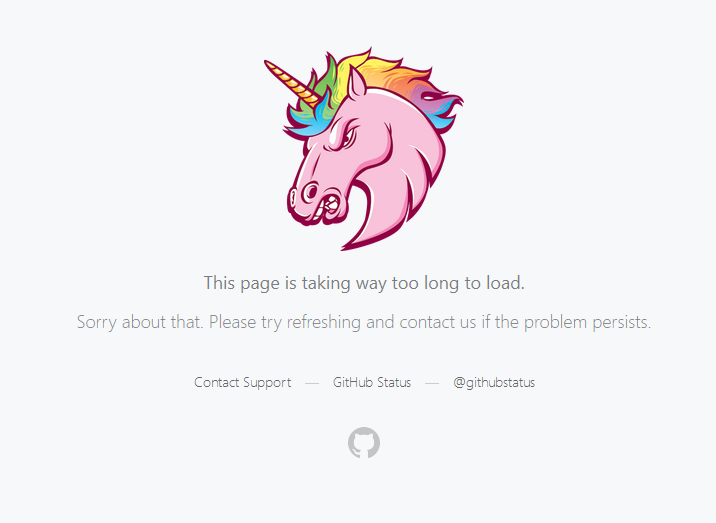 This page is taking way too long to load.
Sorry about that. Please try refreshing and contact us if the problem persists.
Contact Support — GitHub Status — @githubstatus